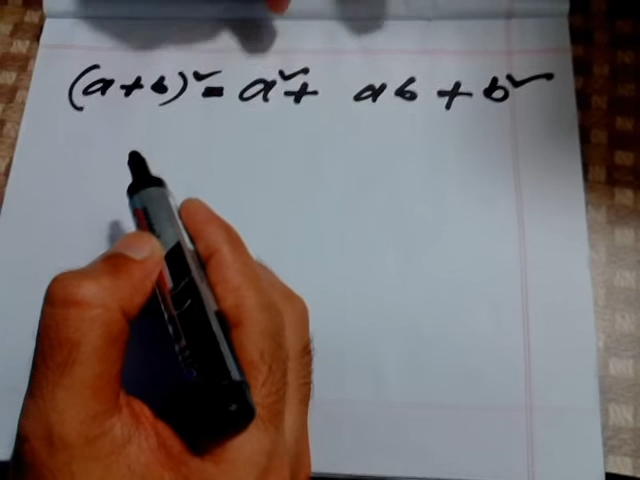 (a+b)² = a² + ab + b²